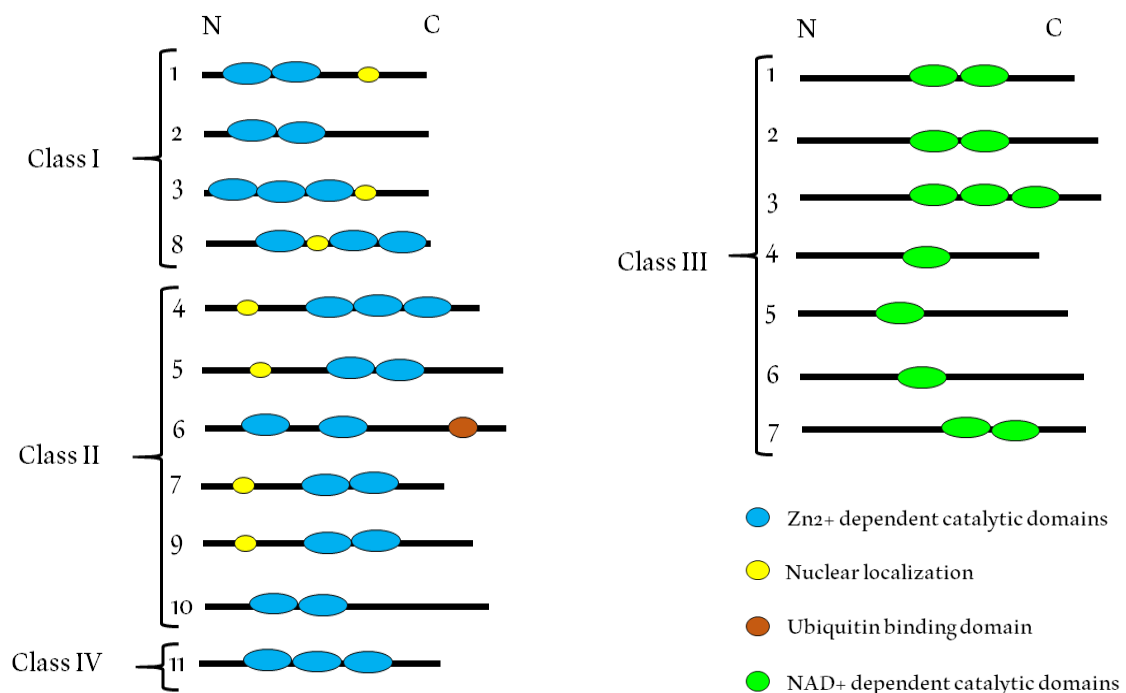 N C
Class I
1
2
3
8
Class II
4
5
6
7
9
10
Class IV
11
N C
Class III
1
2
3
4
5
6
7
Zn2+ dependent catalytic domains
Nuclear localization
Ubiquitin binding domain
NAD+ dependent catalytic domains